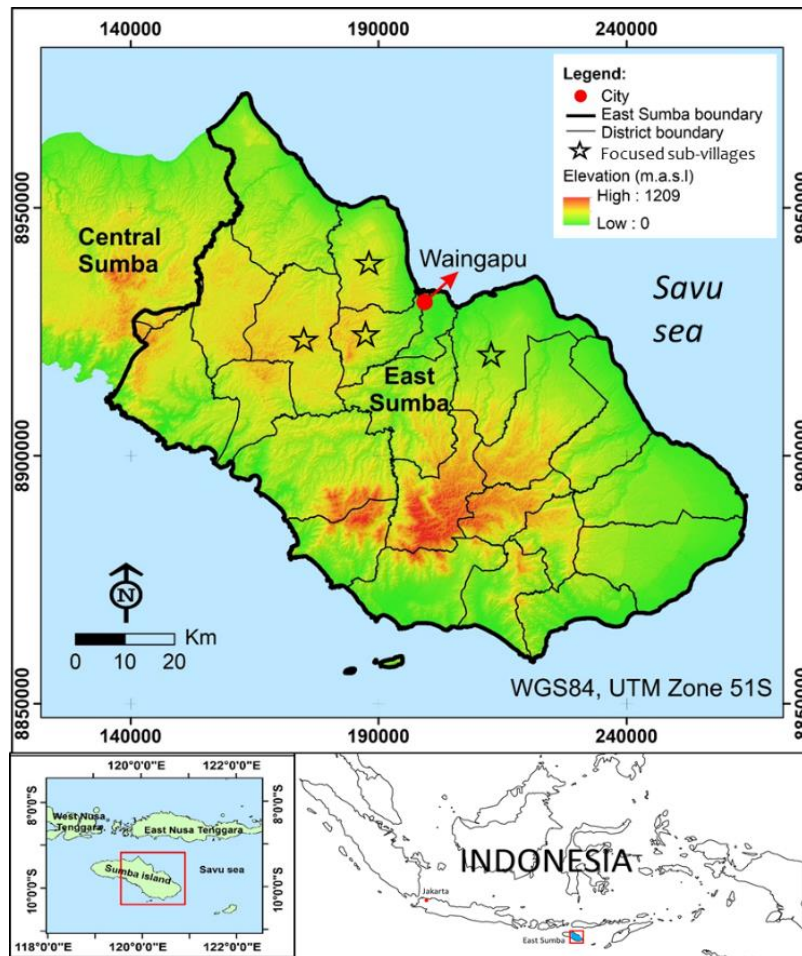 140000 190000 240000
Legend:
City
East Sumba boundary
District boundary
Focused sub-villages
Elevation (m.a.s.l)
High : 1209
Low : 0
8950000
8950000
Central
Sumba
Waingapu
Savu
sea
East
Sumba
8900000
8900000
N
Km
0 10 20
WGS84, UTM Zone 51S
8850000
8850000
140000 190000 240000
120°0'0"E 122°0'0"E
8°0'0"S
8°0'0"S
West Nusa
Tenggara
East Nusa Tenggara
Sumba island
Savu sea
10°0'0"S
10°0'0"S
118°0'0"E 120°0'0"E 122°0'0"E
INDONESIA
Jakarta
East Sumba